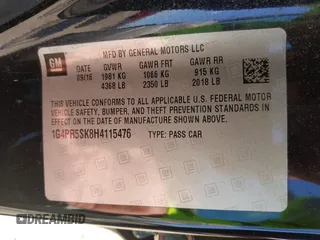 GM
MFD BY GENERAL MOTORS LLC
DATE GVWR GAWR FRT GAWR RR
09/16 1981 KG 1066 KG 915 KG
4368 LB 2350 LB 2018 LB
THIS VEHICLE CONFORMS TO ALL APPLICABLE U.S. FEDERAL MOTOR
VEHICLE SAFETY, BUMPER, AND THEFT PREVENTION STANDARDS IN
EFFECT ON THE DATE OF MANUFACTURE SHOWN ABOVE.
1G4PR5SK8H4115476 TYPE: PASS CAR
DREAMBID